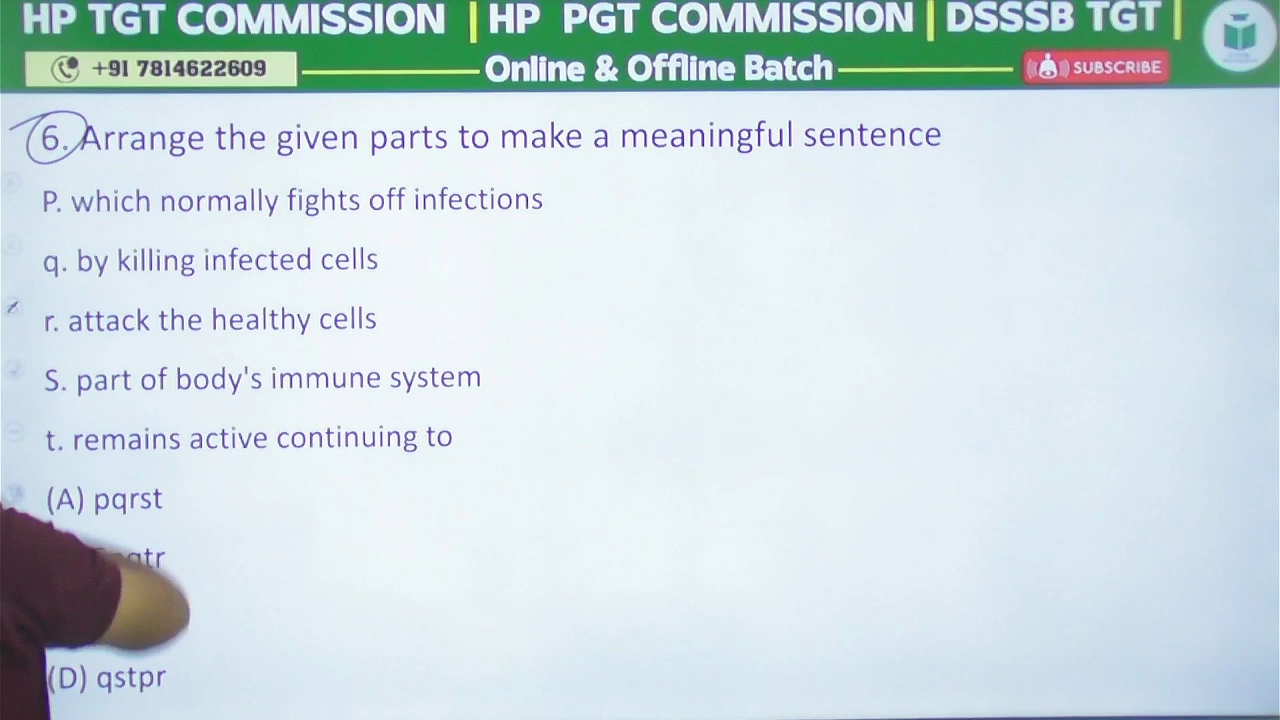 HP TGT COMMISSION | HP PGT COMMISSION | DSSSB TGT |
+91 7814622609 Online & Offline Batch SUBSCRIBE
6. Arrange the given parts to make a meaningful sentence
P. which normally fights off infections
q. by killing infected cells
r. attack the healthy cells
S. part of body's immune system
t. remains active continuing to
(A) pqrst
(D) qstpr